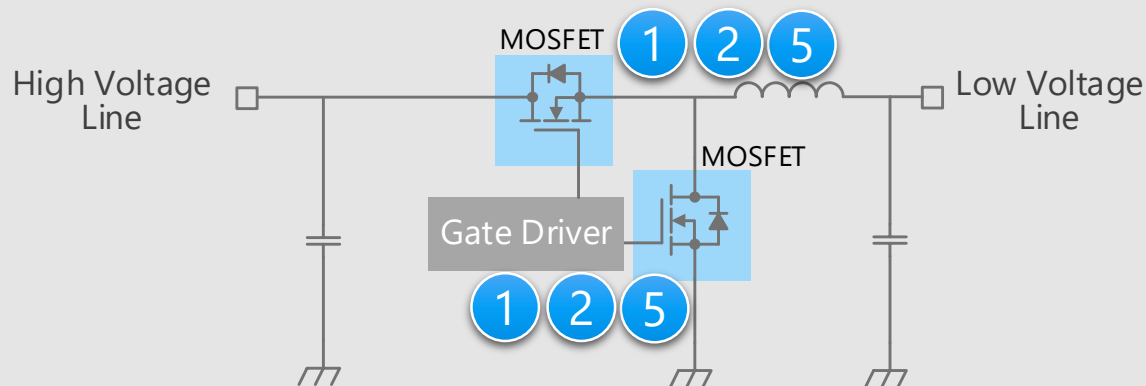 MOSFET
1 2 5
High Voltage
Line
Low Voltage
Line
MOSFET
Gate Driver
1 2 5